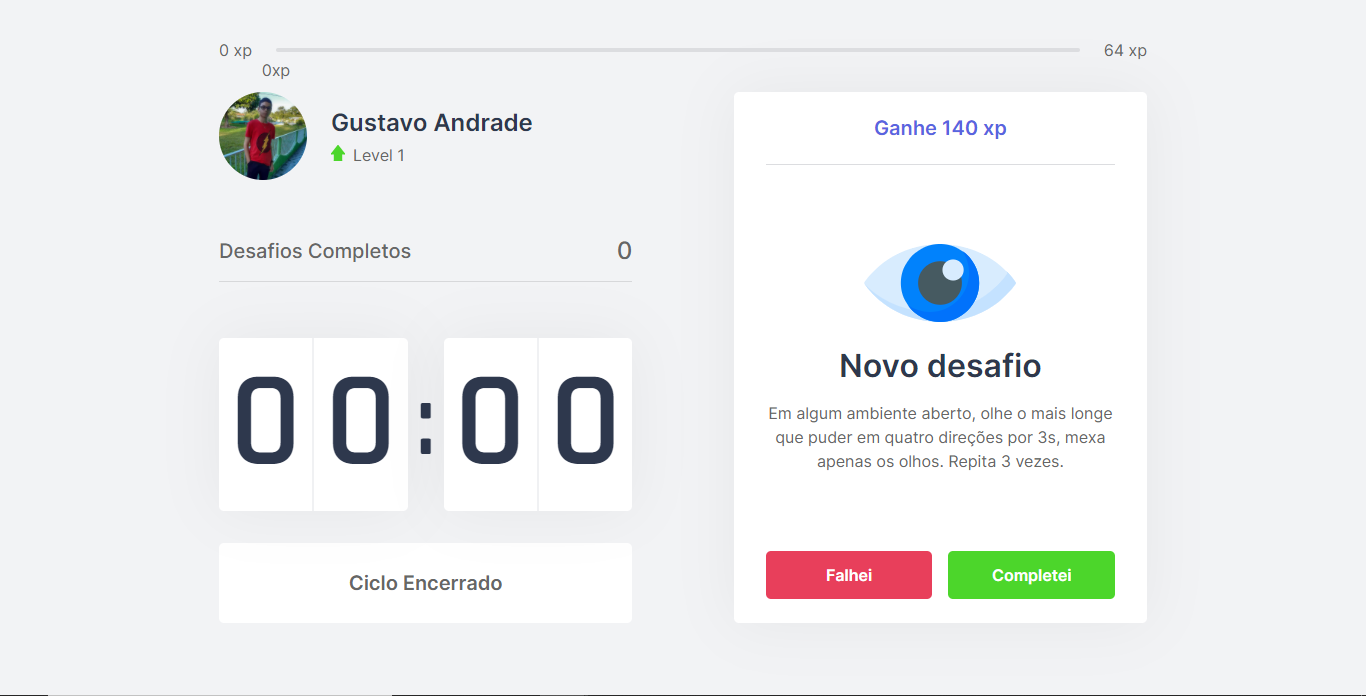 0 xp
64 xp
0xp
Gustavo Andrade
Level 1
Desafios Completos
0
00:00
Ciclo Encerrado
Ganhe 140 xp
Novo desafio
Em algum ambiente aberto, olhe o mais longe
que puder em quatro direções por 3s, mexa
apenas os olhos. Repita 3 vezes.
Falhei
Completei